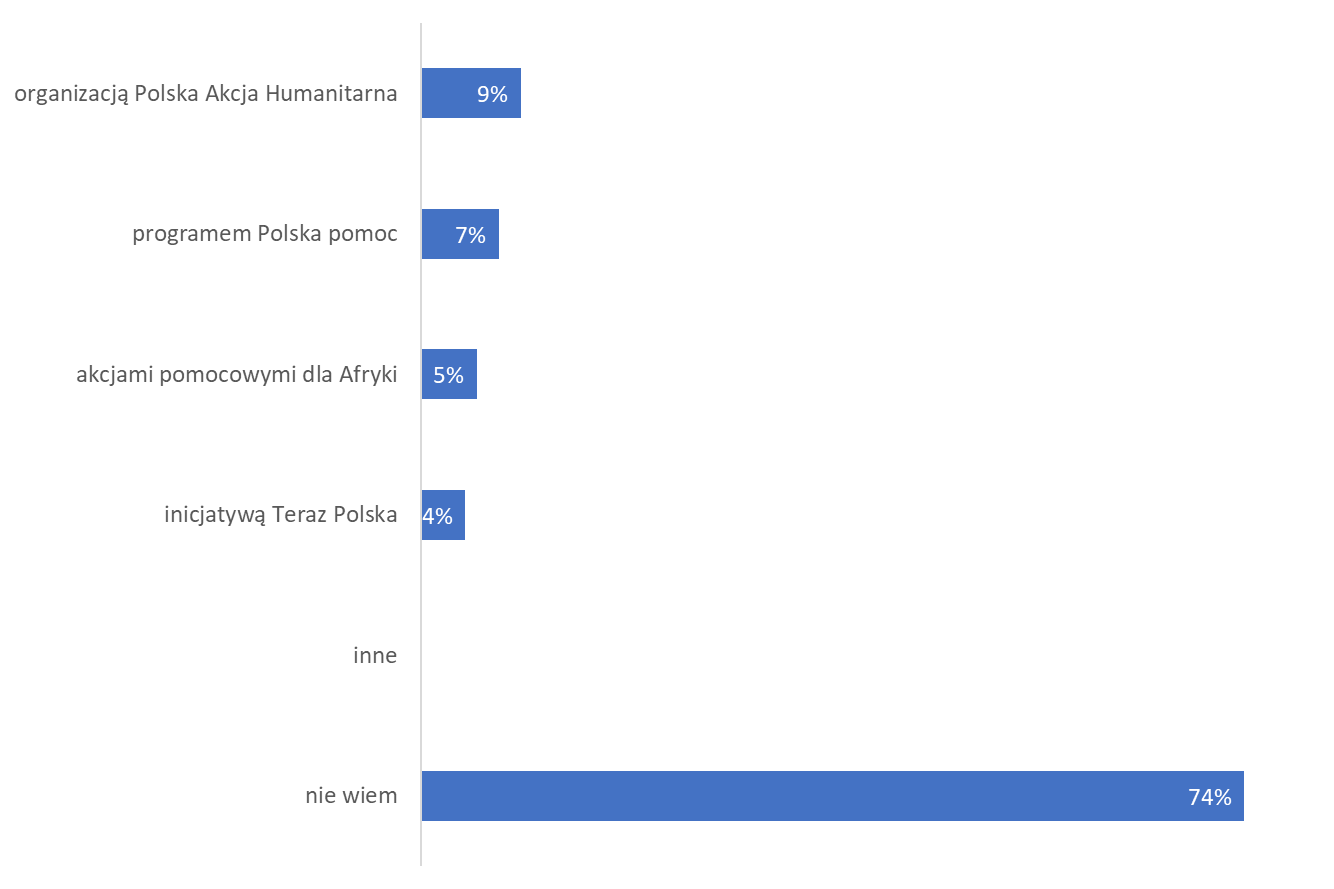 organizacją Polska Akcja Humanitarna 9%
programem Polska pomoc 7%
akcjami pomocowymi dla Afryki 5%
inicjatywą Teraz Polska 4%
inne
nie wiem 74%